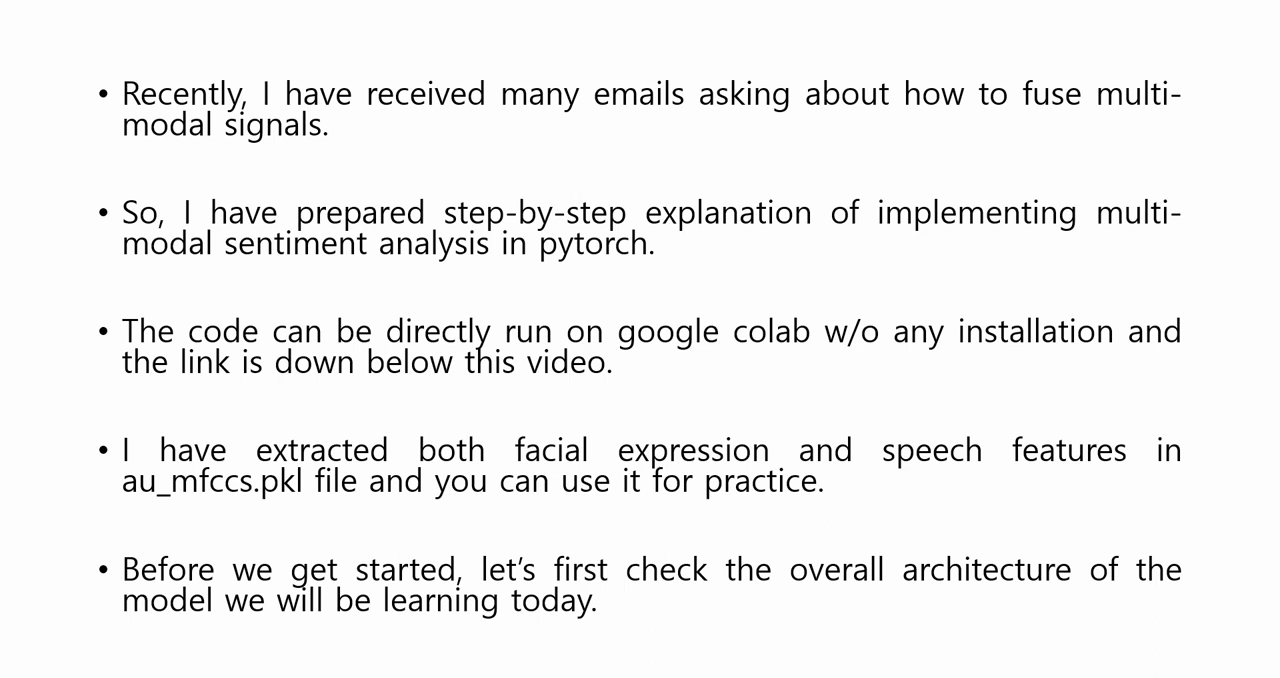 • Recently, I have received many emails asking about how to fuse multi-
modal signals.
• So, I have prepared step-by-step explanation of implementing multi-
modal sentiment analysis in pytorch.
• The code can be directly run on google colab w/o any installation and
the link is down below this video.
• I have extracted both facial expression and speech features in
au_mfccs.pkl file and you can use it for practice.
• Before we get started, let’s first check the overall architecture of the
model we will be learning today.